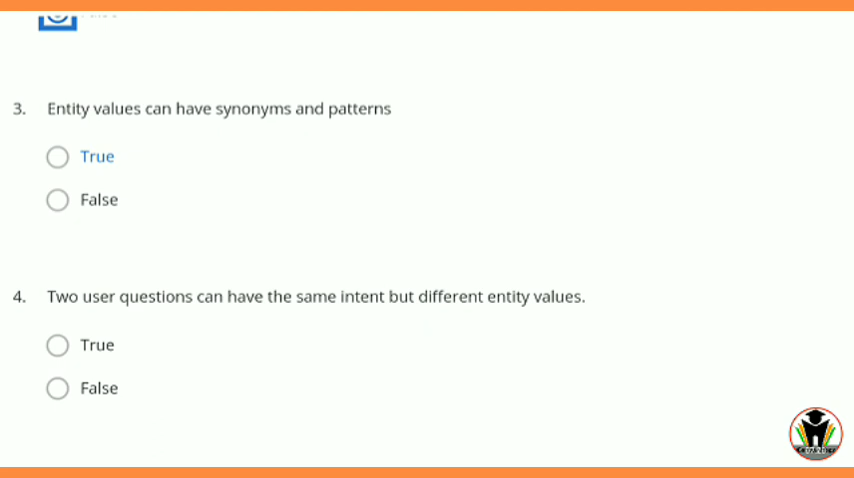 3. Entity values can have synonyms and patterns
True
False
4. Two user questions can have the same intent but different entity values.
True
False